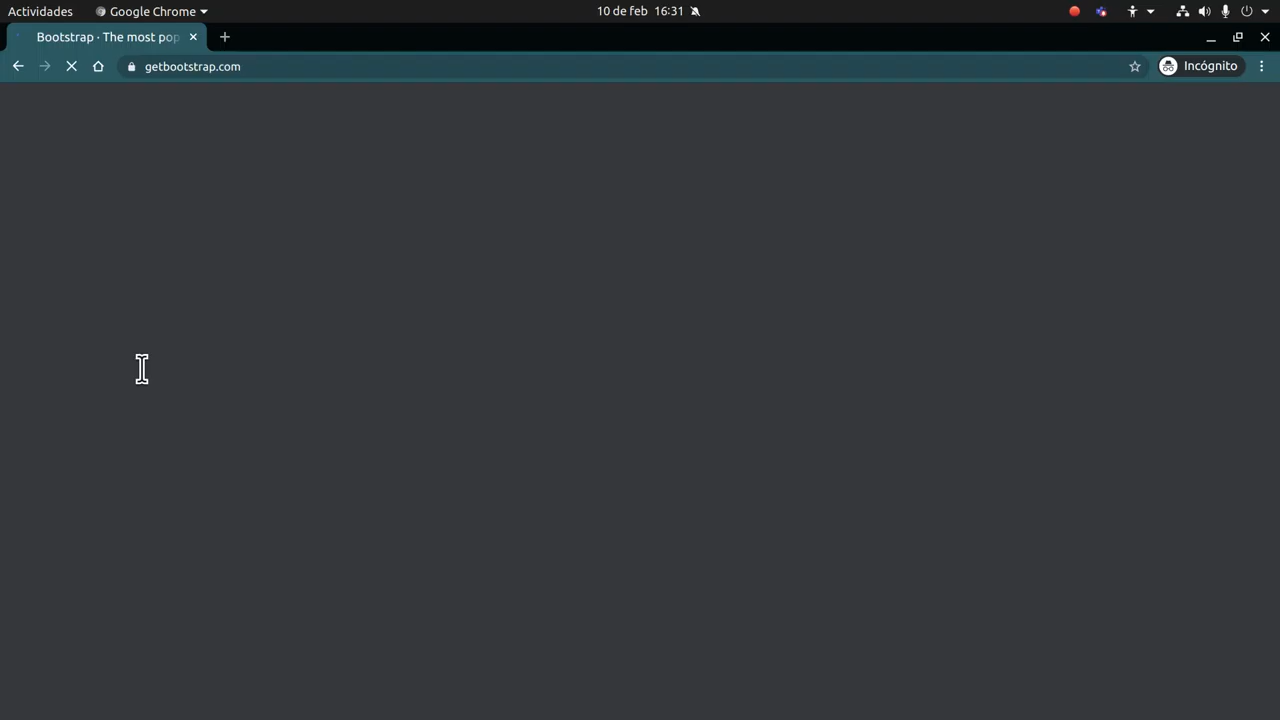 Actividades Google Chrome 10 de feb 16:31
Bootstrap · The most pop
getbootstrap.com Incógnito